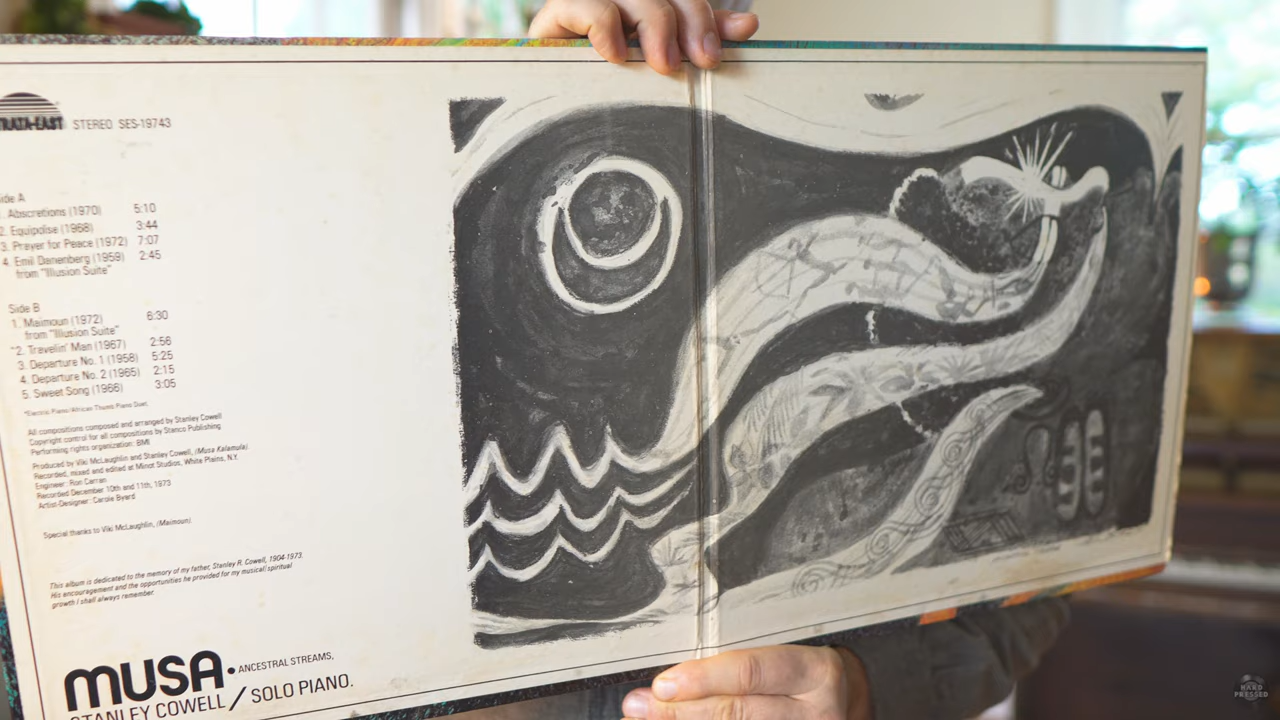 TRATA-EAST STEREO SES-19743
ide A
1. Abscretions (1970) 5:10
2. Equipoise (1968) 3:44
3. Prayer for Peace (1972) 7:07
4. Emil Danenberg (1959) 2:45
from "Illusion Suite"
Side B
1. Maimoun (1972) 6:30
from "Illusion Suite"
*2. Travelin' Man (1967) 2:56
3. Departure No. 1 (1958) 5:25
4. Departure No. 2 (1965) 2:15
5. Sweet Song (1966) 3:05
*Electric Piano/African Thumb Piano Duet.
All compositions composed and arranged by Stanley Cowell
Copyright control for all compositions by Stanco Publishing
Performing rights organization: BMI
Produced by Viki McLaughlin and Stanley Cowell, (Musa Kalamula).
Recorded, mixed and edited at Minot Studios, White Plains, N.Y.
Engineer: Ron Carran
Recorded December 10th and 11th, 1973
Artist-Designer: Carole Byard
Special thanks to Viki McLaughlin, (Maimoun).
This album is dedicated to the memory of my father, Stanley R. Cowell, 1904-1973.
His encouragement and the opportunities he provided for my musical/spiritual
growth I shall always remember.
MUSA. ANCESTRAL STREAMS,
STANLEY COWELL / SOLO PIANO.
HARD
PRESSED